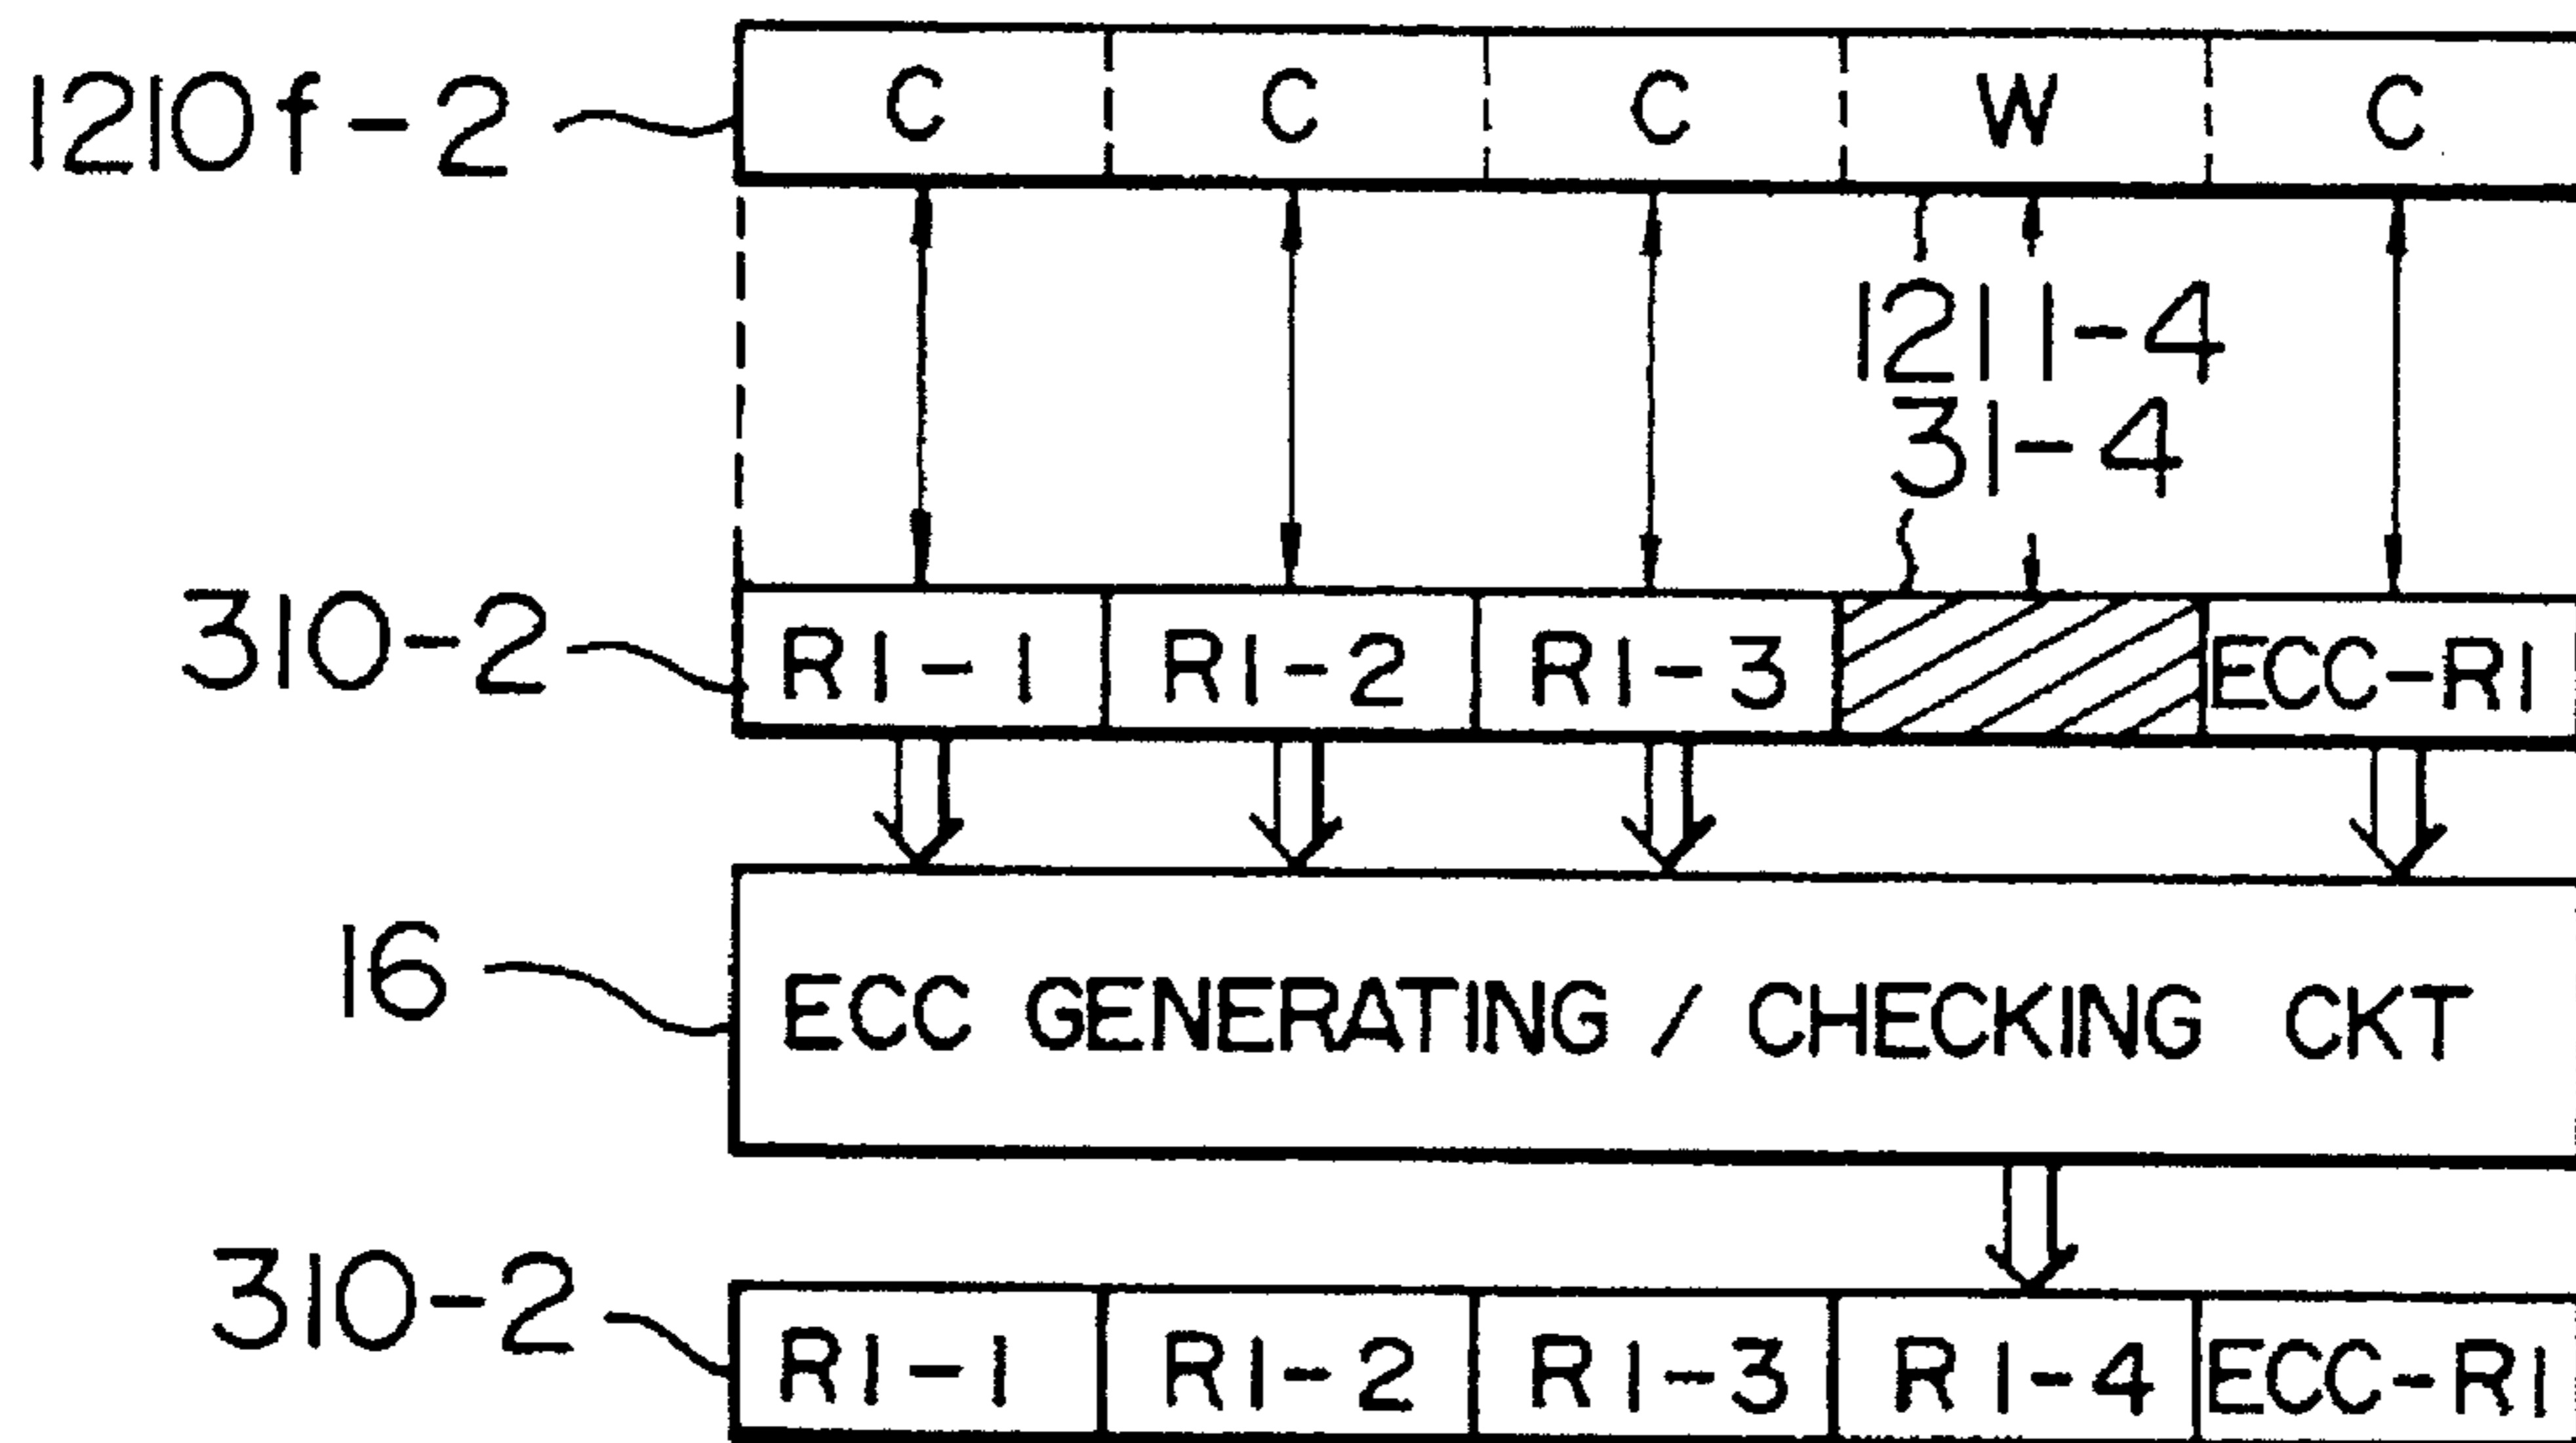 1210f-2 C C C W C
1211-4
31-4
310-2 R1-1 R1-2 R1-3 ECC-R1
16 ECC GENERATING / CHECKING CKT
310-2 R1-1 R1-2 R1-3 R1-4 ECC-R1